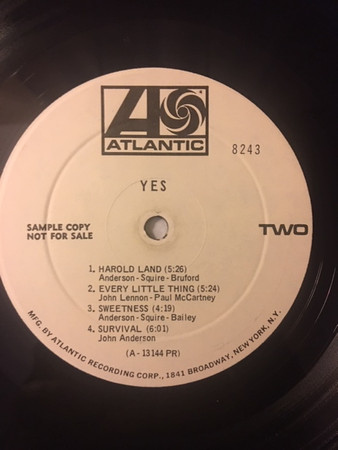 ATLANTIC
8243
YES
SAMPLE COPY
NOT FOR SALE
TWO
1. HAROLD LAND (5:26)
Anderson-Squire-Bruford
2. EVERY LITTLE THING (5:24)
John Lennon-Paul McCartney
3. SWEETNESS (4:19)
Anderson-Squire-Bailey
4. SURVIVAL (6:01)
John Anderson
(A-13144 PR)
MFG. BY ATLANTIC RECORDING CORP., 1841 BROADWAY, NEW YORK, N.Y.